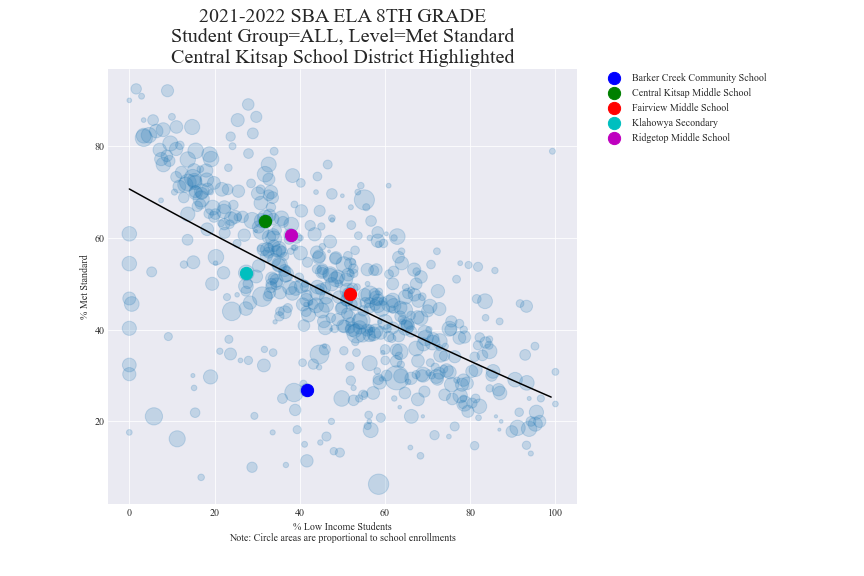 2021-2022 SBA ELA 8TH GRADE
Student Group=ALL, Level=Met Standard
Central Kitsap School District Highlighted
Barker Creek Community School
Central Kitsap Middle School
Fairview Middle School
Klahowya Secondary
Ridgetop Middle School
% Met Standard
80
60
40
20
0 20 40 60 80 100
% Low Income Students
Note: Circle areas are proportional to school enrollments